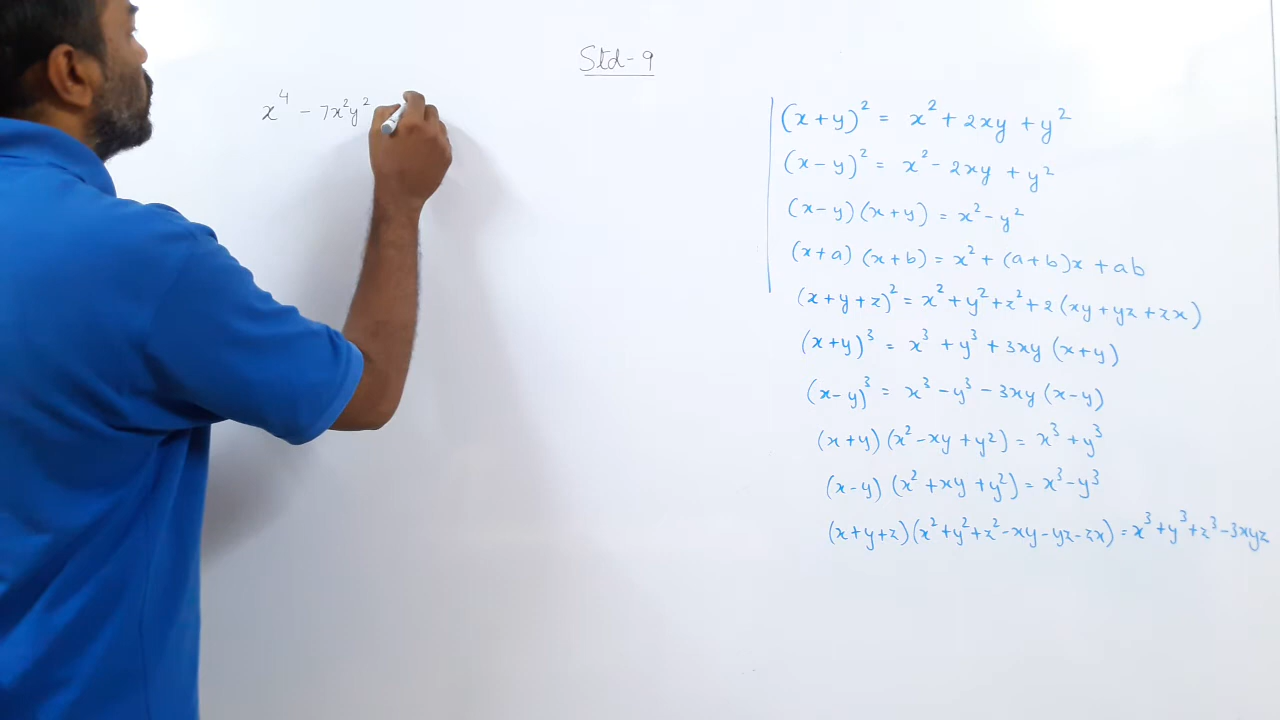 Std-9
x⁴ - 7x²y²
(x+y)² = x² + 2xy + y²
(x-y)² = x² - 2xy + y²
(x-y)(x+y) = x² - y²
(x+a)(x+b) = x² + (a+b)x + ab
(x+y+z)² = x² + y² + z² + 2(xy+yz+zx)
(x+y)³ = x³ + y³ + 3xy(x+y)
(x-y)³ = x³ - y³ - 3xy(x-y)
(x+y)(x²-xy+y²) = x³ + y³
(x-y)(x²+xy+y²) = x³ - y³
(x+y+z)(x²+y²+z²-xy-yz-zx) = x³+y³+z³-3xyz